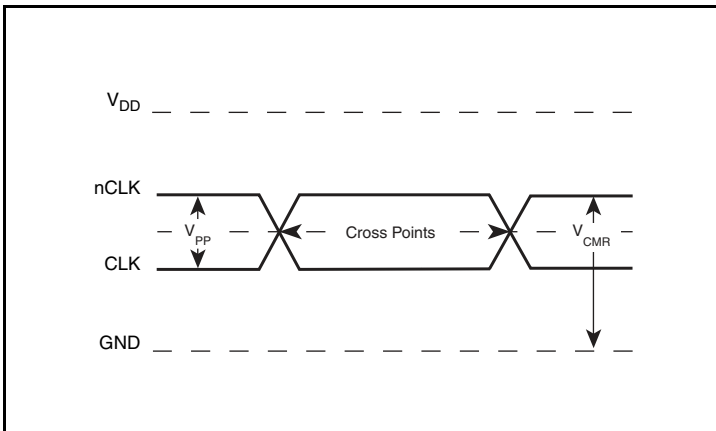 VDD
nCLK
VPP
Cross Points
VCMR
CLK
GND